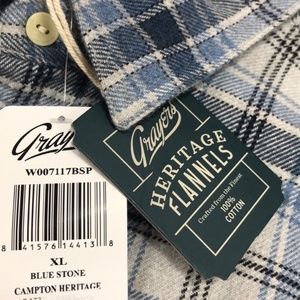 Grayers
W007117BSP
8 41576 14413 8
XL
BLUE STONE
CAMPTON HERITAGE
Grayers
HERITAGE
FLANNELS
Crafted from the Finest
100%
COTTON